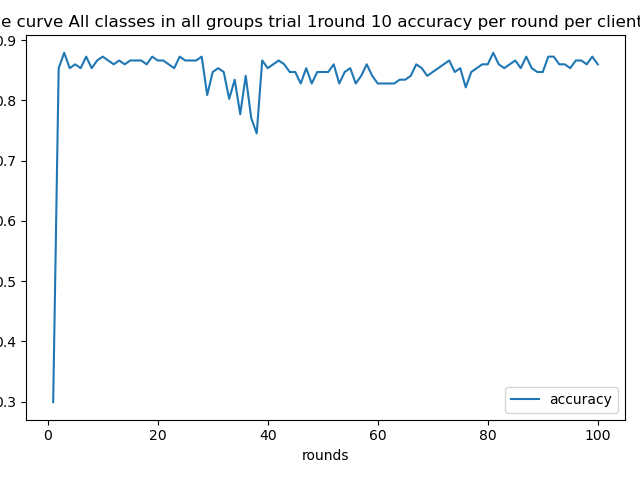 e curve All classes in all groups trial 1round 10 accuracy per round per client
0.9
0.8
0.7
0.6
0.5
0.4
0.3
0 20 40 60 80 100
rounds
accuracy